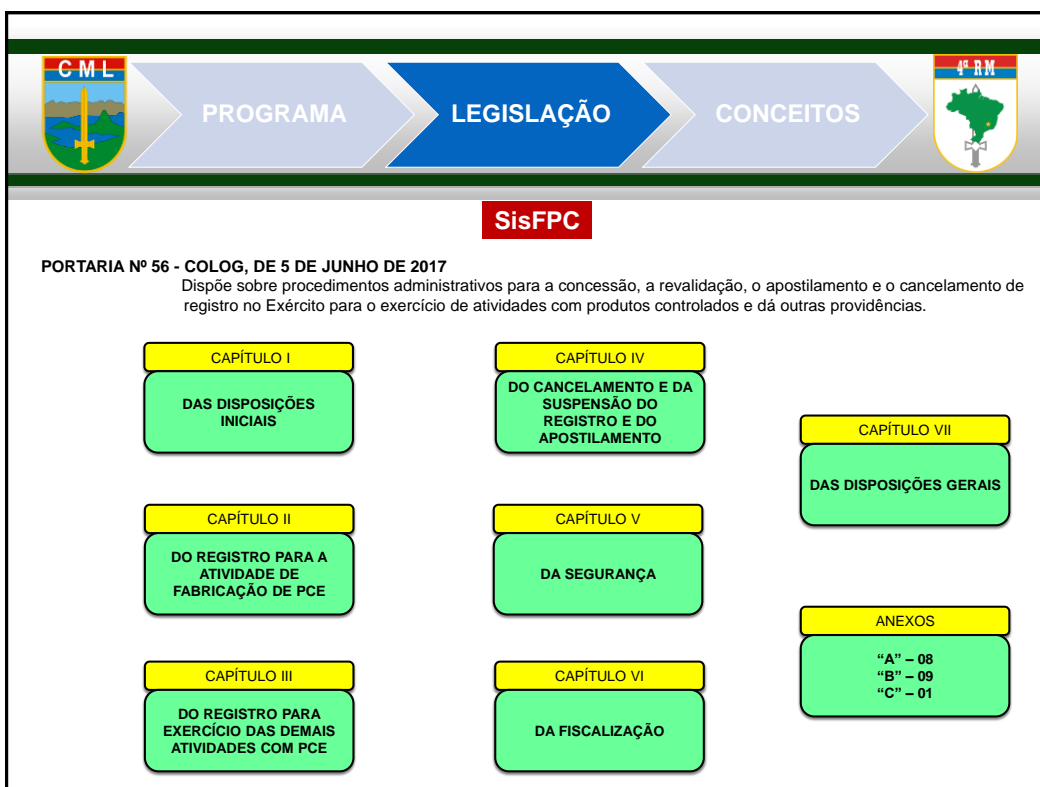 CML
PROGRAMA
LEGISLAÇÃO
CONCEITOS
4ª RM
SisFPC
PORTARIA Nº 56 - COLOG, DE 5 DE JUNHO DE 2017
Dispõe sobre procedimentos administrativos para a concessão, a revalidação, o apostilamento e o cancelamento de
registro no Exército para o exercício de atividades com produtos controlados e dá outras providências.
CAPÍTULO I
DAS DISPOSIÇÕES
INICIAIS
CAPÍTULO II
DO REGISTRO PARA A
ATIVIDADE DE
FABRICAÇÃO DE PCE
CAPÍTULO III
DO REGISTRO PARA
EXERCÍCIO DAS DEMAIS
ATIVIDADES COM PCE
CAPÍTULO IV
DO CANCELAMENTO E DA
SUSPENSÃO DO
REGISTRO E DO
APOSTILAMENTO
CAPÍTULO V
DA SEGURANÇA
CAPÍTULO VI
DA FISCALIZAÇÃO
CAPÍTULO VII
DAS DISPOSIÇÕES GERAIS
ANEXOS
“A” – 08
“B” – 09
“C” – 01